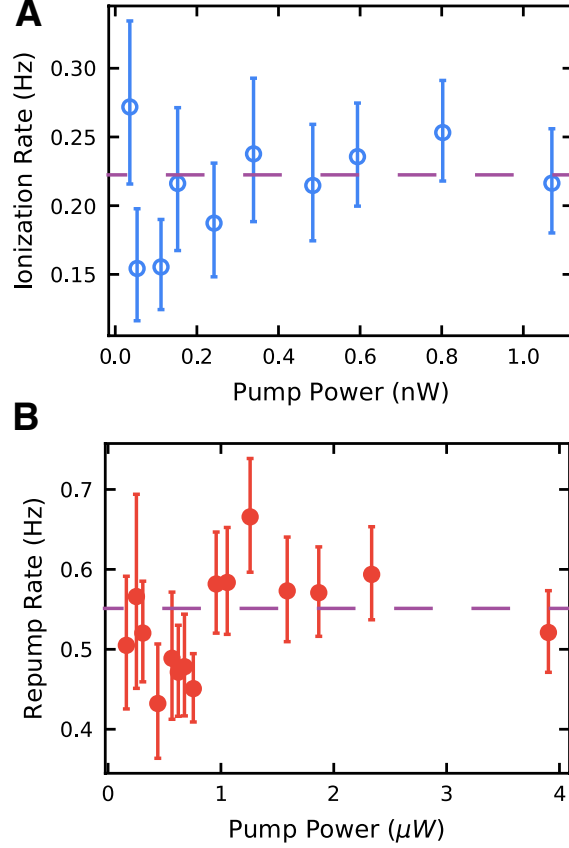 A
Ionization Rate (Hz)
0.30
0.25
0.20
0.15
0.0 0.2 0.4 0.6 0.8 1.0
Pump Power (nW)
B
Repump Rate (Hz)
0.7
0.6
0.5
0.4
0 1 2 3 4
Pump Power (μW)